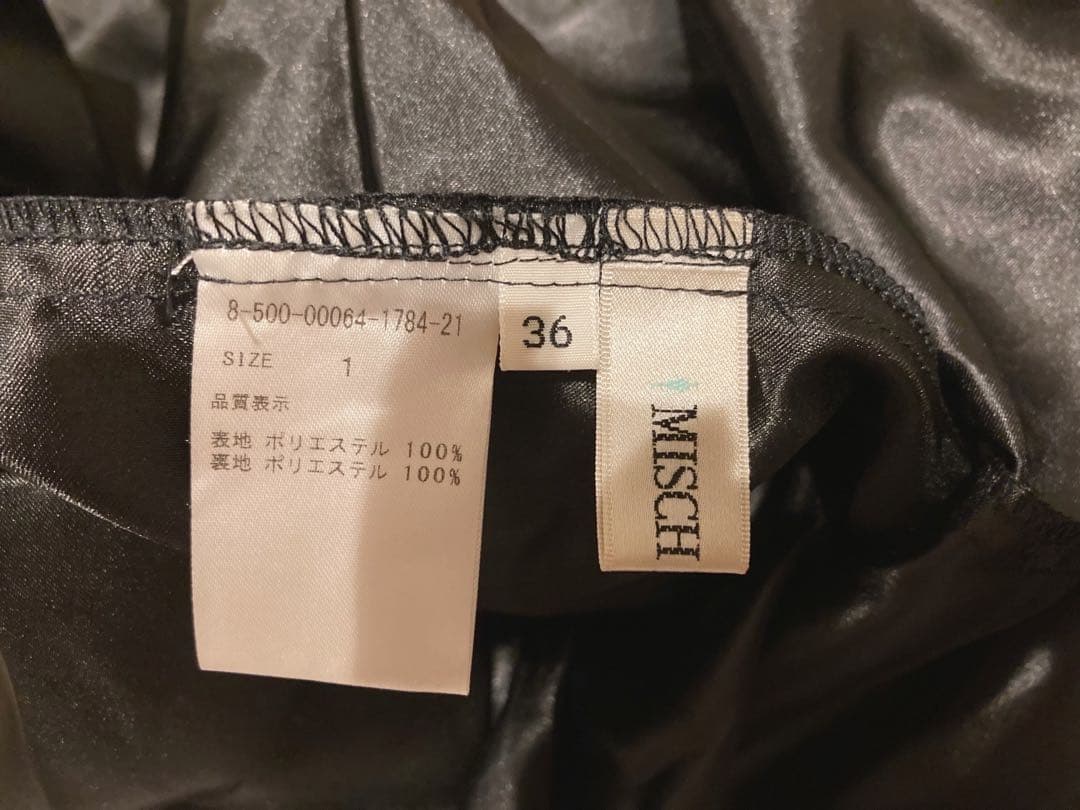 8-500-00064-1784-21
SIZE 1
品質表示
表地 ポリエステル 100%
裏地 ポリエステル 100%
36
MISCH